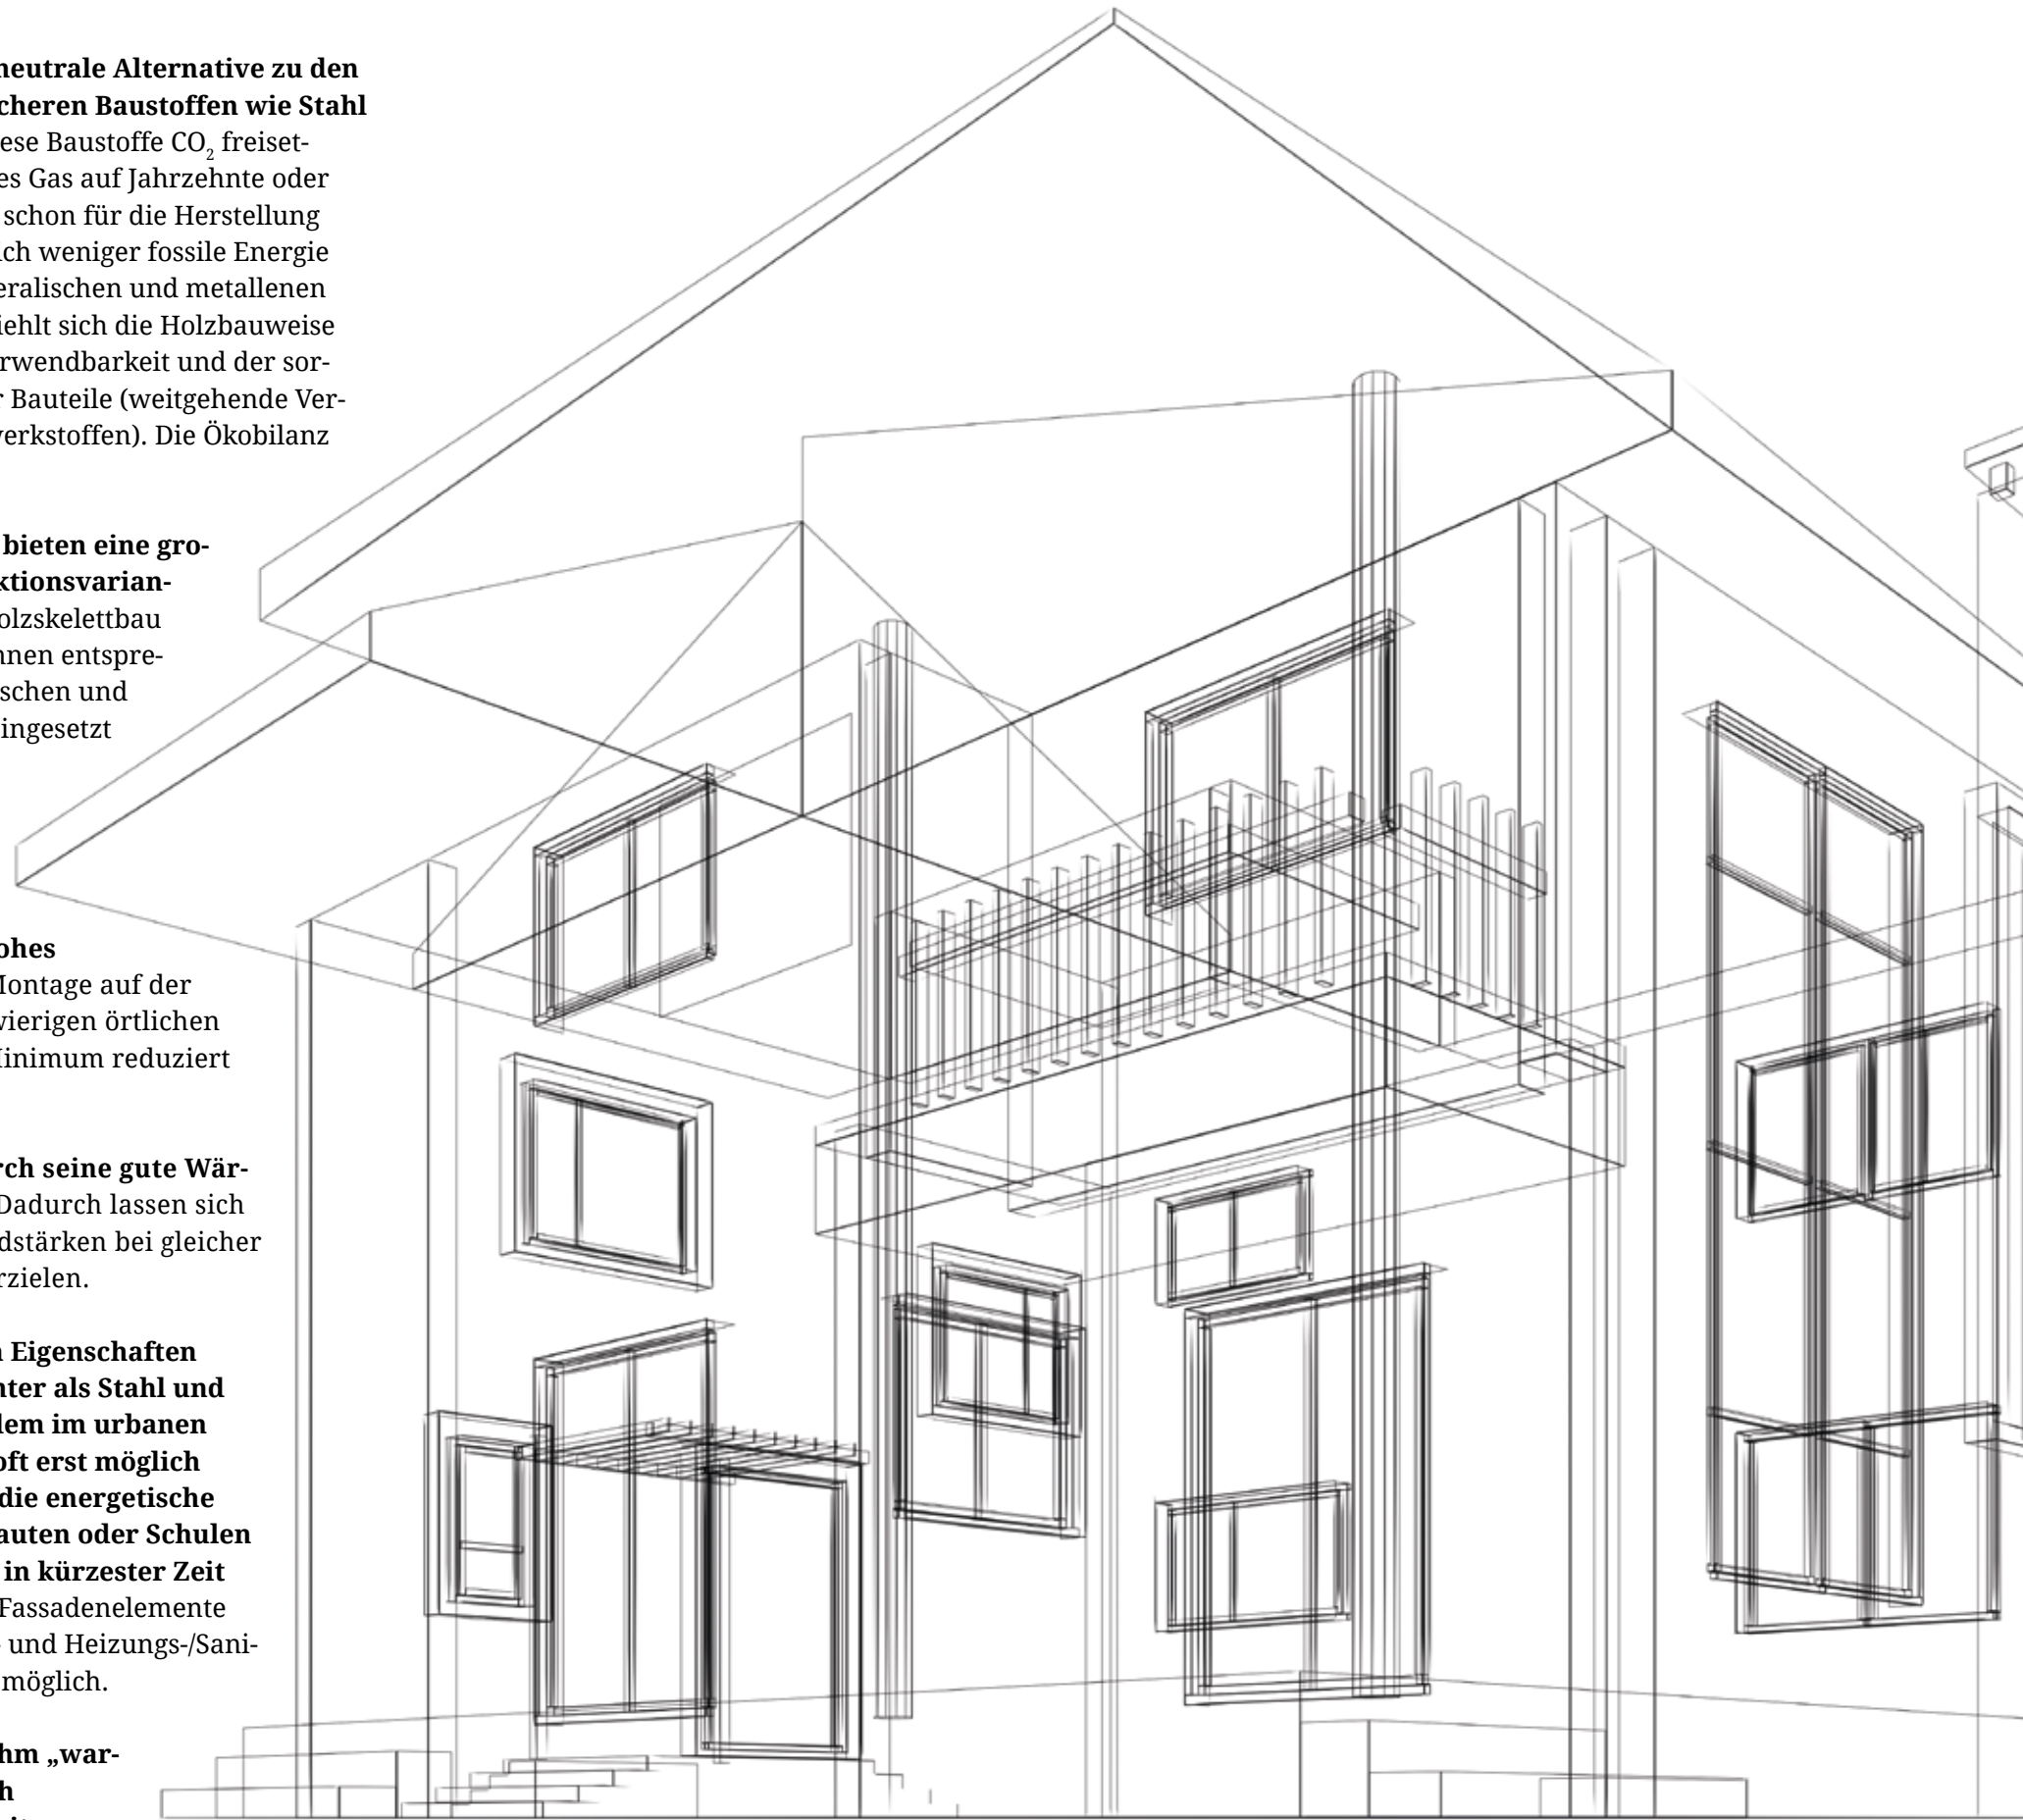 neutrale Alternative zu den
cheren Baustoffen wie Stahl
ese Baustoffe CO₂ freiset-
es Gas auf Jahrzehnte oder
schon für die Herstellung
ich weniger fossile Energie
eralischen und metallenen
iehlt sich die Holzbauweise
rwendbarkeit und der sor-
r Bauteile (weitgehende Ver-
werkstoffen). Die Ökobilanz
bieten eine gro-
ktionsvarian-
olzskelettbau
nnen entspre-
schen und
ingesetzt
ohes
Montage auf der
wierigen örtlichen
Minimum reduziert
rch seine gute Wär-
Dadurch lassen sich
dstärken bei gleicher
rzielen.
n Eigenschaften
hter als Stahl und
dem im urbanen
oft erst möglich
die energetische
auten oder Schulen
in kürzester Zeit
Fassadenelemente
- und Heizungs-/Sani-
möglich.
hm „war-
h